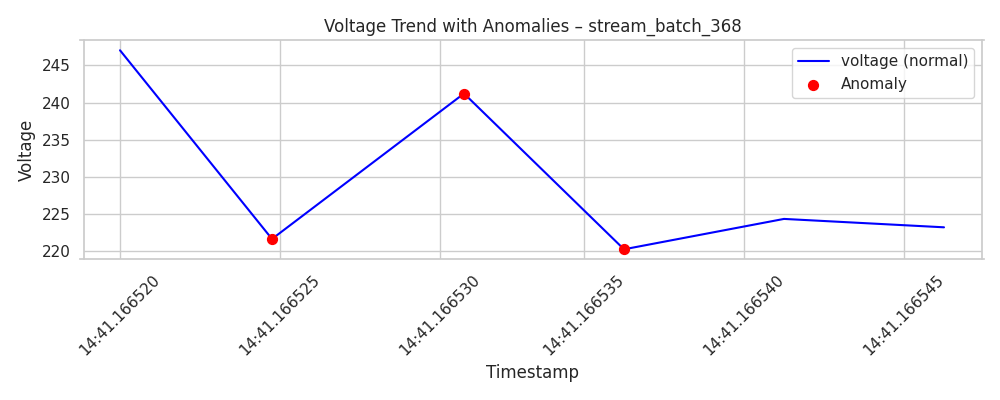 Voltage Trend with Anomalies – stream_batch_368
voltage (normal)
Anomaly
Voltage
245
240
235
230
225
220
14:41.166520
14:41.166525
14:41.166530
14:41.166535
14:41.166540
14:41.166545
Timestamp